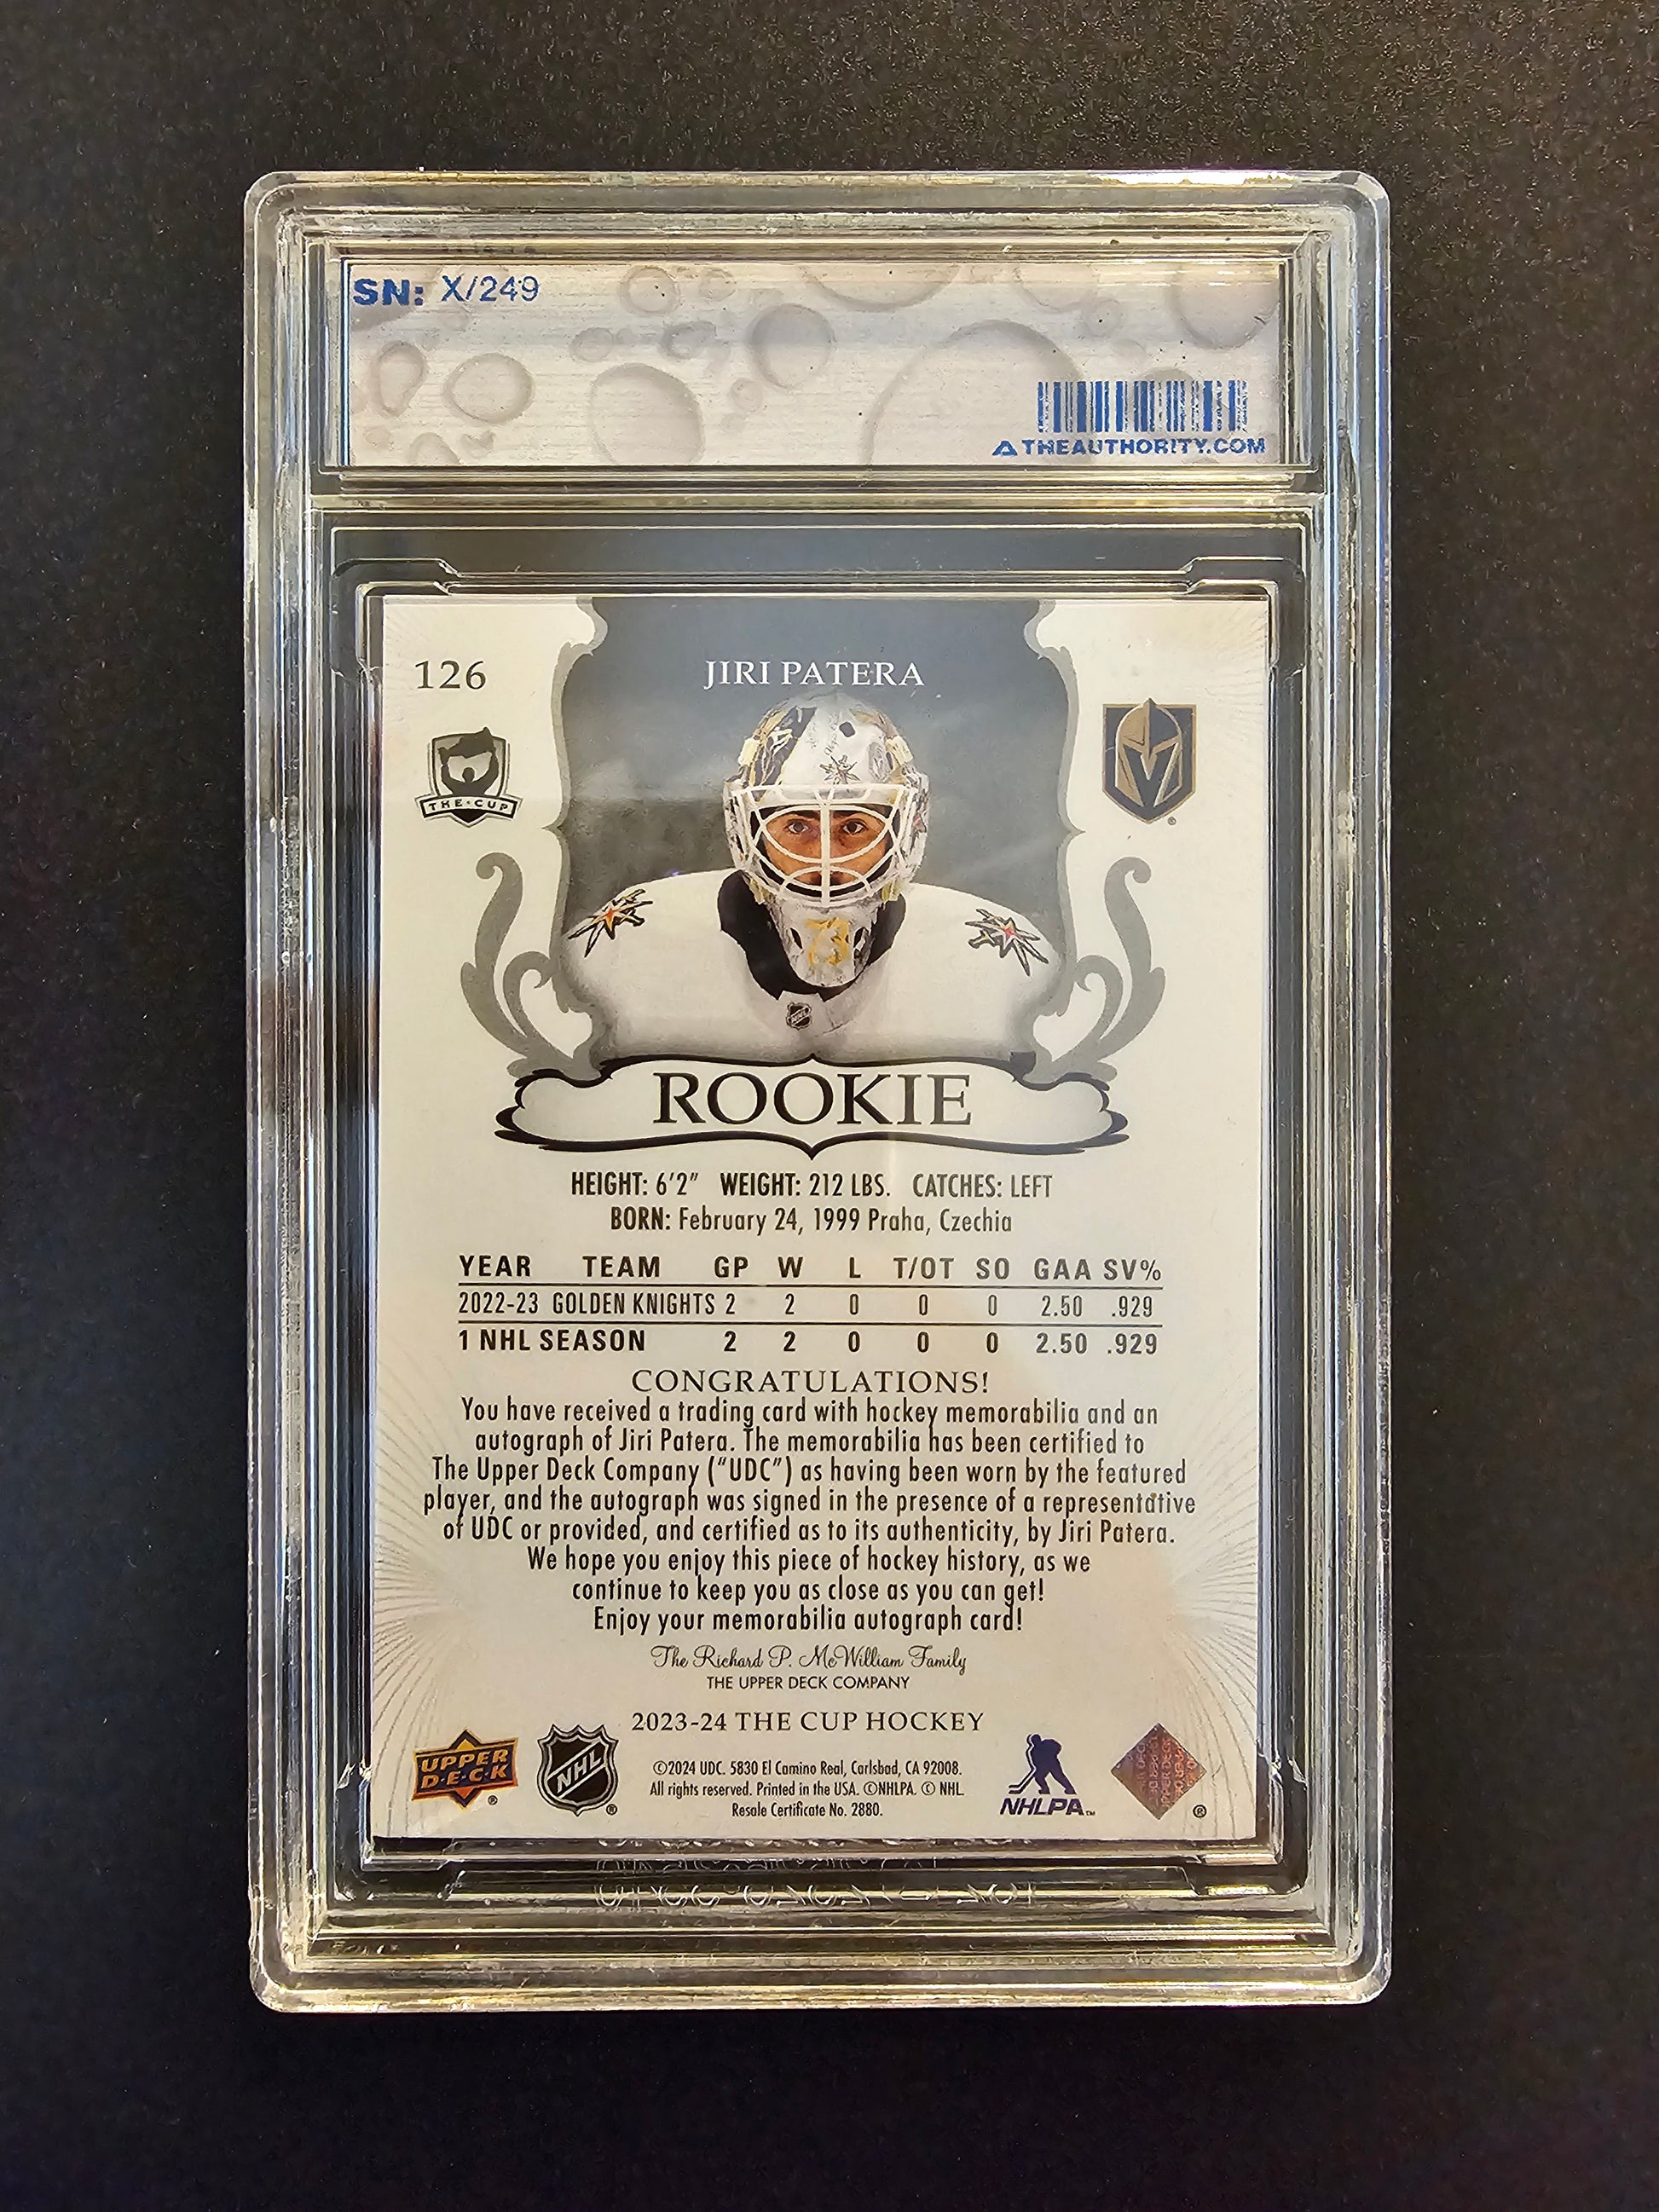 SN: X/249
THEAUTHORITY.COM
126
JIRI PATERA
THE CUP
73
NHL
ROOKIE
HEIGHT: 6'2" WEIGHT: 212 LBS. CATCHES: LEFT
BORN: February 24, 1999 Praha, Czechia
YEAR TEAM GP W L T/OT SO GAA SV%
2022-23 GOLDEN KNIGHTS 2 2 0 0 0 2.50 .929
1 NHL SEASON 2 2 0 0 0 2.50 .929
CONGRATULATIONS!
You have received a trading card with hockey memorabilia and an
autograph of Jiri Patera. The memorabilia has been certified to
The Upper Deck Company ("UDC") as having been worn by the featured
player, and the autograph was signed in the presence of a representative
of UDC or provided, and certified as to its authenticity, by Jiri Patera.
We hope you enjoy this piece of hockey history, as we
continue to keep you as close as you can get!
Enjoy your memorabilia autograph card!
The Richard P. McWilliam Family
THE UPPER DECK COMPANY
2023-24 THE CUP HOCKEY
UPPER
D·E·C·K ®
NHL ®
©2024 UDC. 5830 El Camino Real, Carlsbad, CA 92008.
All rights reserved. Printed in the USA. ©NHLPA. © NHL.
Resale Certificate No. 2880.
NHLPA™
®